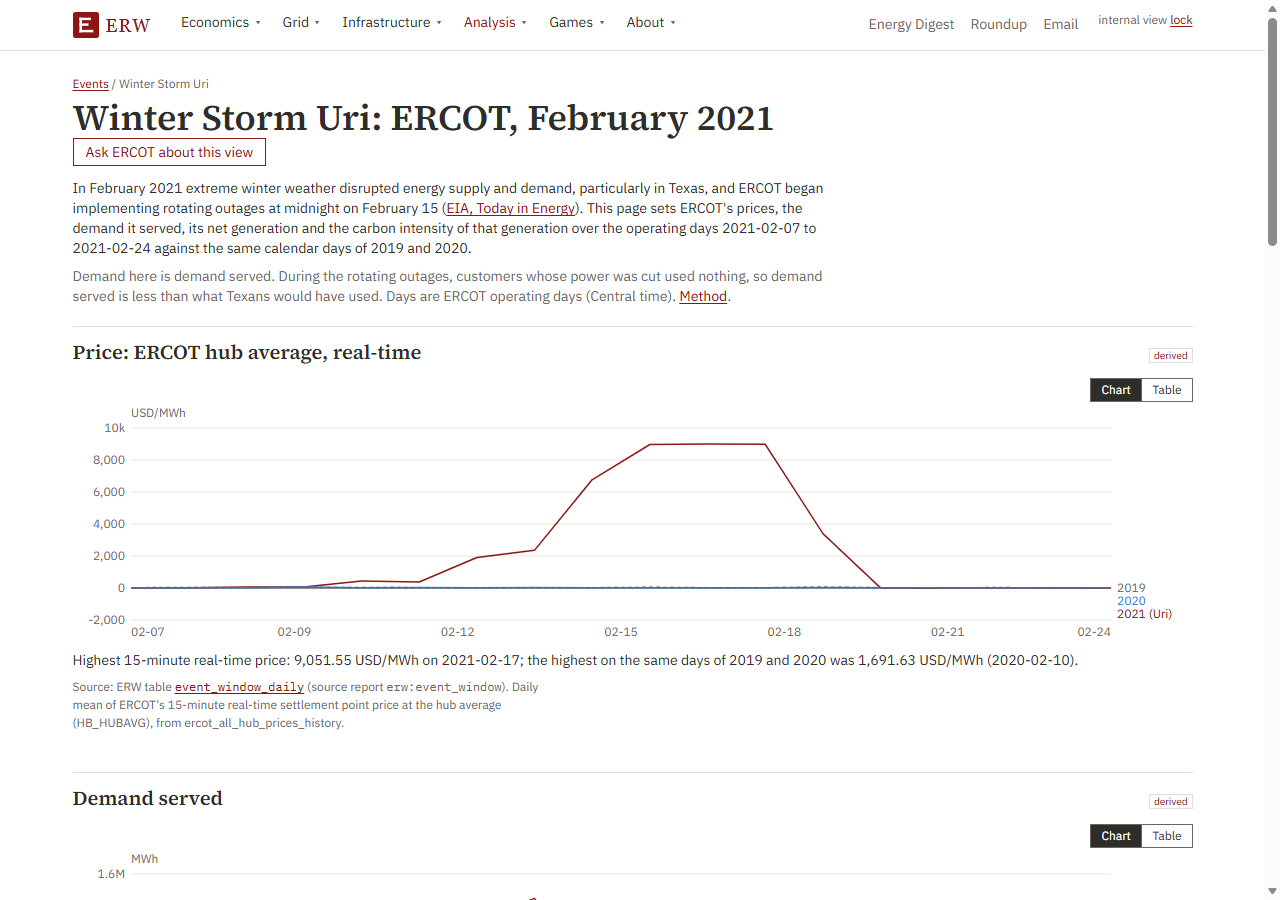 E ERW Economics ▾ Grid ▾ Infrastructure ▾ Analysis ▾ Games ▾ About ▾ Energy Digest Roundup Email internal view lock
Events / Winter Storm Uri
Winter Storm Uri: ERCOT, February 2021
Ask ERCOT about this view
In February 2021 extreme winter weather disrupted energy supply and demand, particularly in Texas, and ERCOT began
implementing rotating outages at midnight on February 15 (EIA, Today in Energy). This page sets ERCOT's prices, the
demand it served, its net generation and the carbon intensity of that generation over the operating days 2021-02-07 to
2021-02-24 against the same calendar days of 2019 and 2020.
Demand here is demand served. During the rotating outages, customers whose power was cut used nothing, so demand
served is less than what Texans would have used. Days are ERCOT operating days (Central time). Method.
Price: ERCOT hub average, real-time
derived
Chart Table
USD/MWh
10k
8,000
6,000
4,000
2,000
0
-2,000
02-07 02-09 02-12 02-15 02-18 02-21 02-24
2019
2020
2021 (Uri)
Highest 15-minute real-time price: 9,051.55 USD/MWh on 2021-02-17; the highest on the same days of 2019 and 2020 was 1,691.63 USD/MWh (2020-02-10).
Source: ERW table event_window_daily (source report erw:event_window). Daily
mean of ERCOT's 15-minute real-time settlement point price at the hub average
(HB_HUBAVG), from ercot_all_hub_prices_history.
Demand served
derived
Chart Table
MWh
1.6M